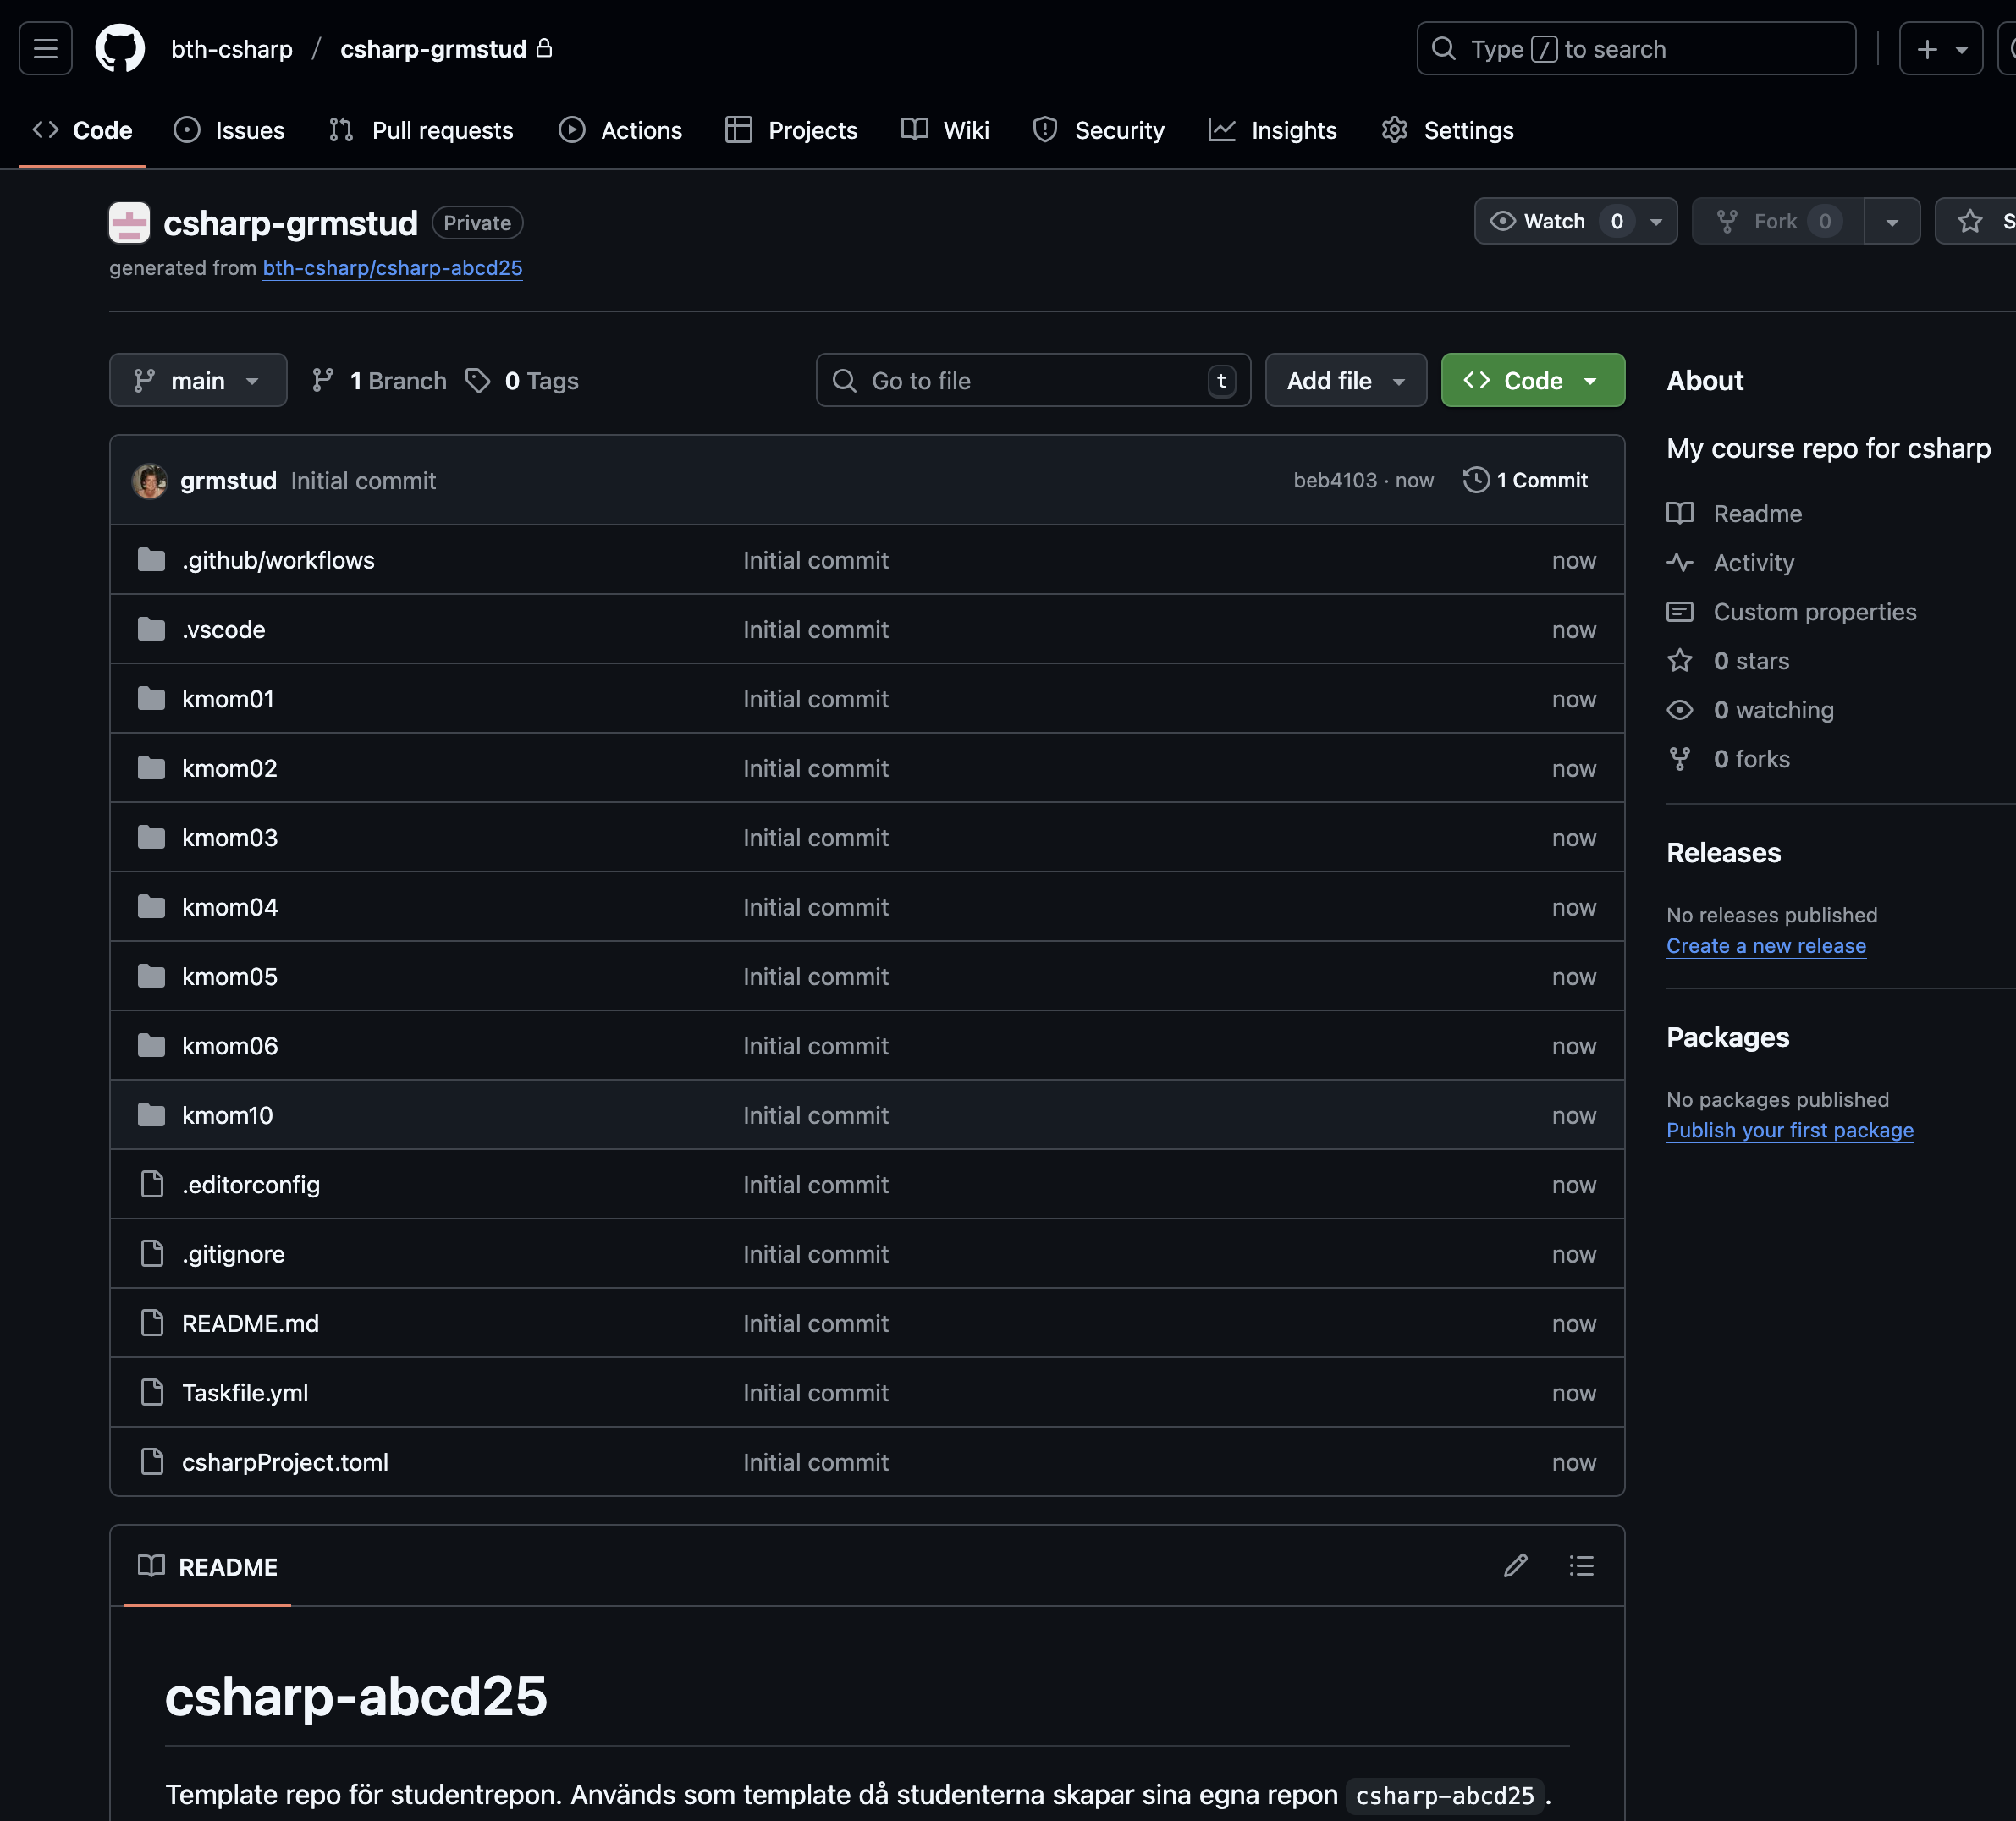 bth-csharp / csharp-grmstud
Type / to search
Code Issues Pull requests Actions Projects Wiki Security Insights Settings
csharp-grmstud Private
Watch 0 Fork 0 S
generated from bth-csharp/csharp-abcd25
main 1 Branch 0 Tags
Go to file t Add file Code
grmstud Initial commit beb4103 · now 1 Commit
.github/workflows Initial commit now
.vscode Initial commit now
kmom01 Initial commit now
kmom02 Initial commit now
kmom03 Initial commit now
kmom04 Initial commit now
kmom05 Initial commit now
kmom06 Initial commit now
kmom10 Initial commit now
.editorconfig Initial commit now
.gitignore Initial commit now
README.md Initial commit now
Taskfile.yml Initial commit now
csharpProject.toml Initial commit now
README
csharp-abcd25
Template repo för studentrepon. Används som template då studenterna skapar sina egna repon csharp-abcd25.
About
My course repo for csharp
Readme
Activity
Custom properties
0 stars
0 watching
0 forks
Releases
No releases published
Create a new release
Packages
No packages published
Publish your first package